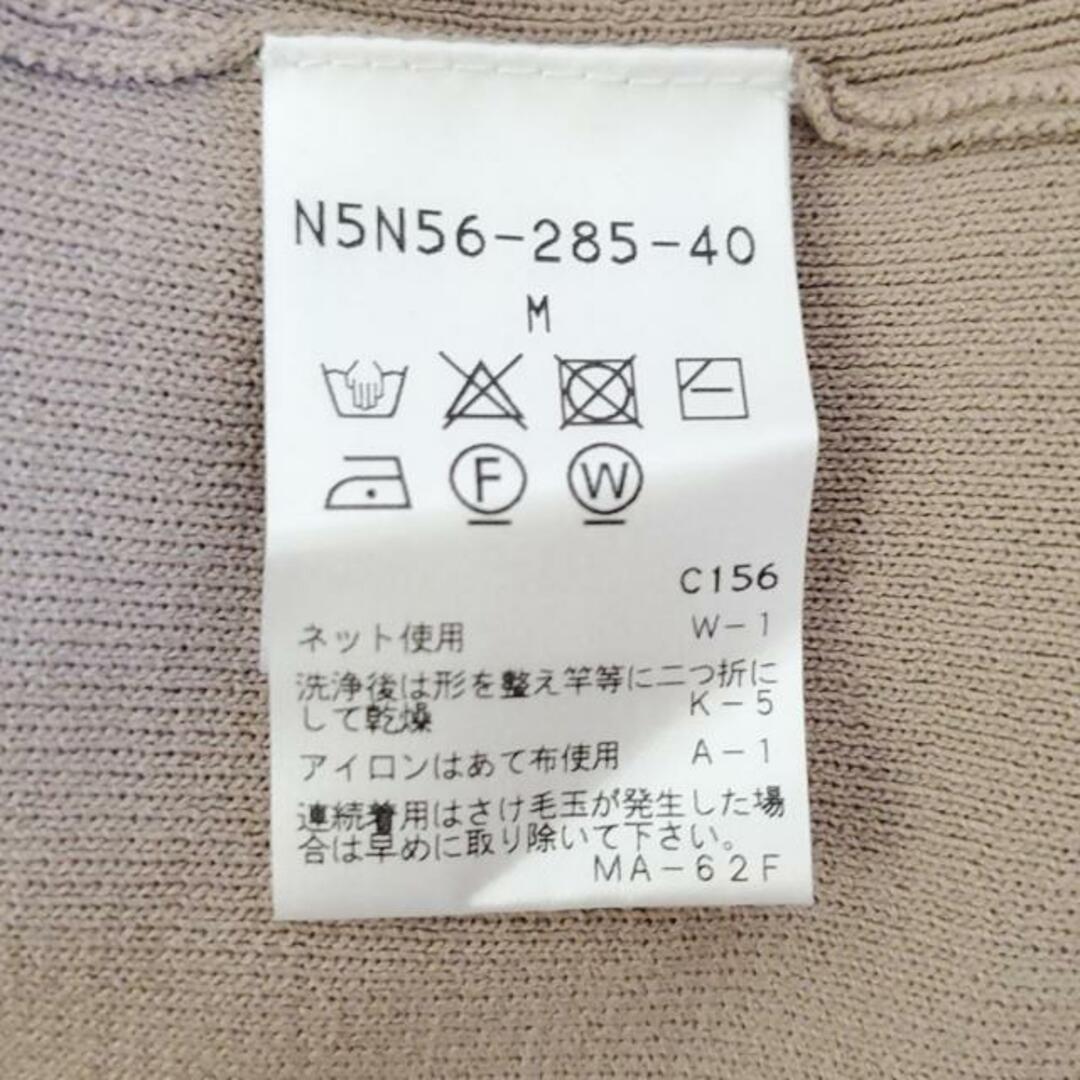 N5N56-285-40
M
F W
C156
ネット使用 W-1
洗浄後は形を整え竿等に二つ折に
して乾燥 K-5
アイロンはあて布使用 A-1
連続着用はさけ毛玉が発生した場
合は早めに取り除いて下さい。
MA-62F